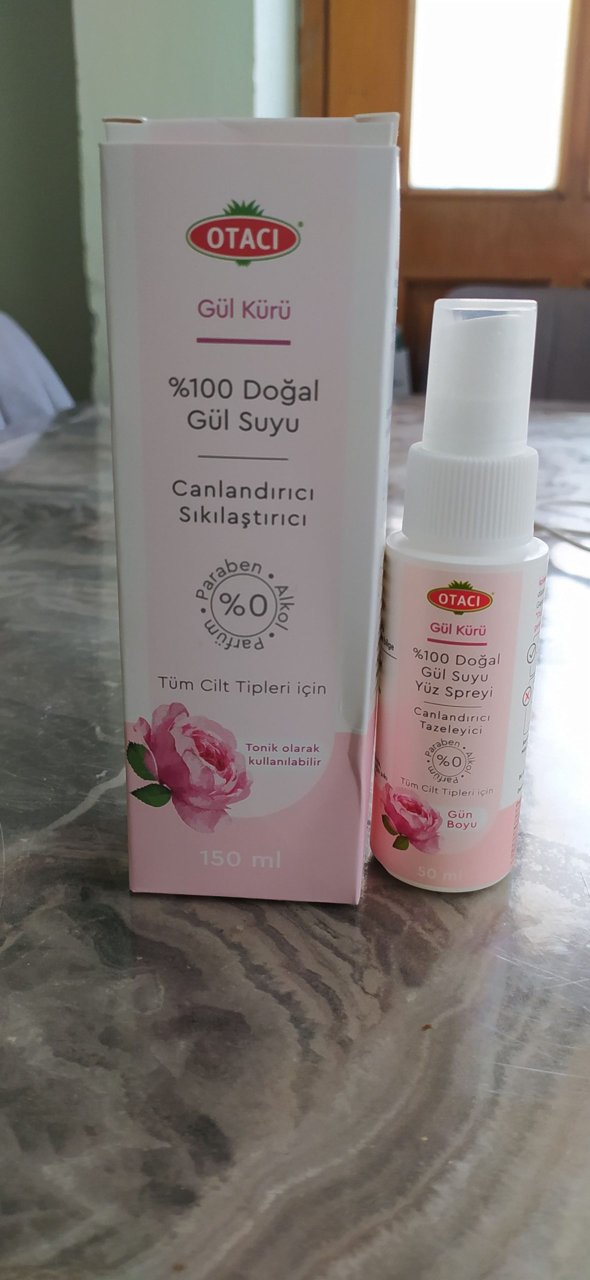 OTACI
Gül Kürü
%100 Doğal
Gül Suyu
Canlandırıcı
Sıkılaştırıcı
Paraben • Alkol • Parfüm •
%0
Tüm Cilt Tipleri için
Tonik olarak
kullanılabilir
150 ml
OTACI
Gül Kürü
%100 Doğal
Gül Suyu
Yüz Spreyi
Canlandırıcı
Tazeleyici
Paraben • Alkol • Parfüm •
%0
Tüm Cilt Tipleri için
Gün
Boyu
50 ml